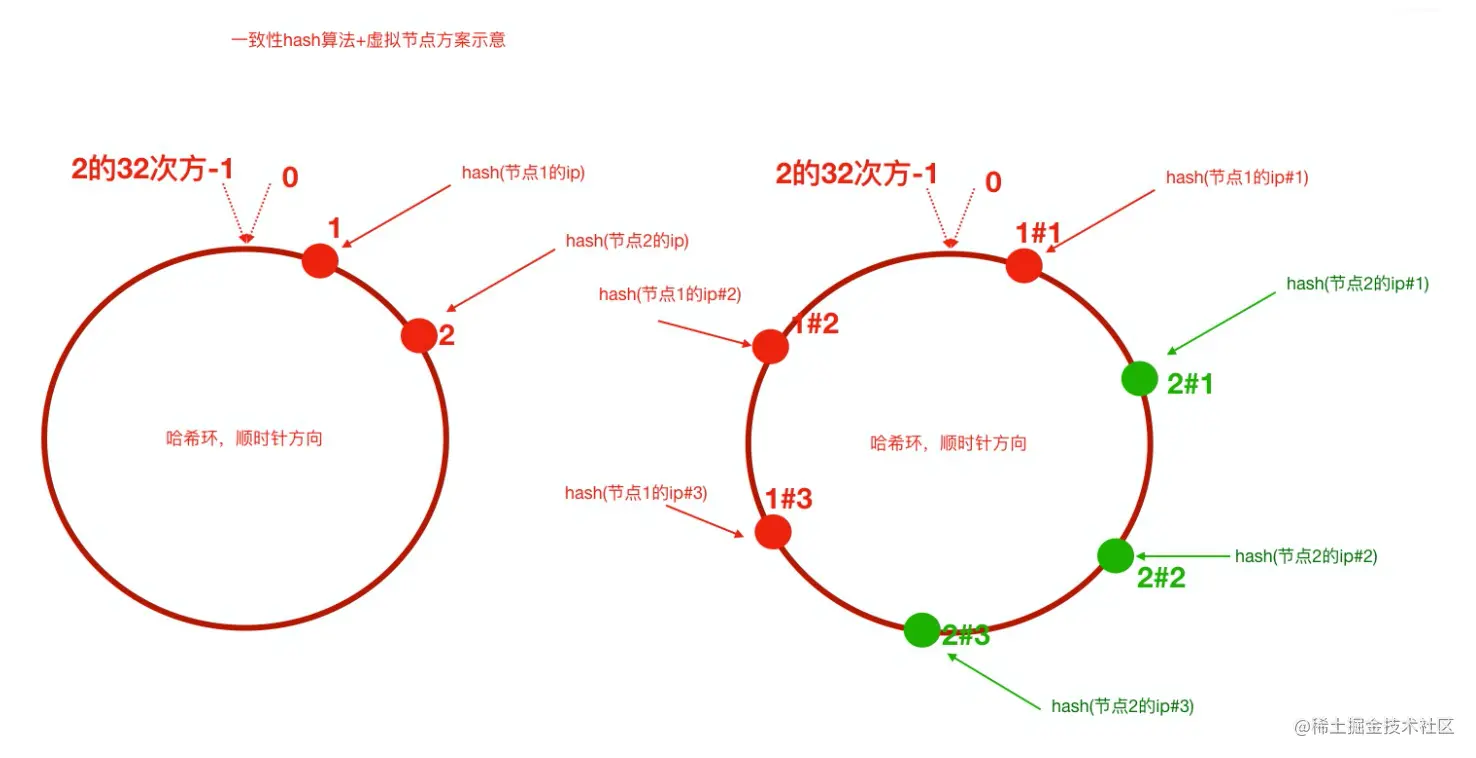 一致性hash算法+虚拟节点方案示意
2的32次方-1
0
hash(节点1的ip)
1
hash(节点2的ip)
2
哈希环，顺时针方向
2的32次方-1
0
hash(节点1的ip#1)
1#1
hash(节点2的ip#1)
hash(节点1的ip#2)
1#2
2#1
哈希环，顺时针方向
hash(节点1的ip#3)
1#3
hash(节点2的ip#2)
2#2
2#3
hash(节点2的ip#3)
@稀土掘金技术社区